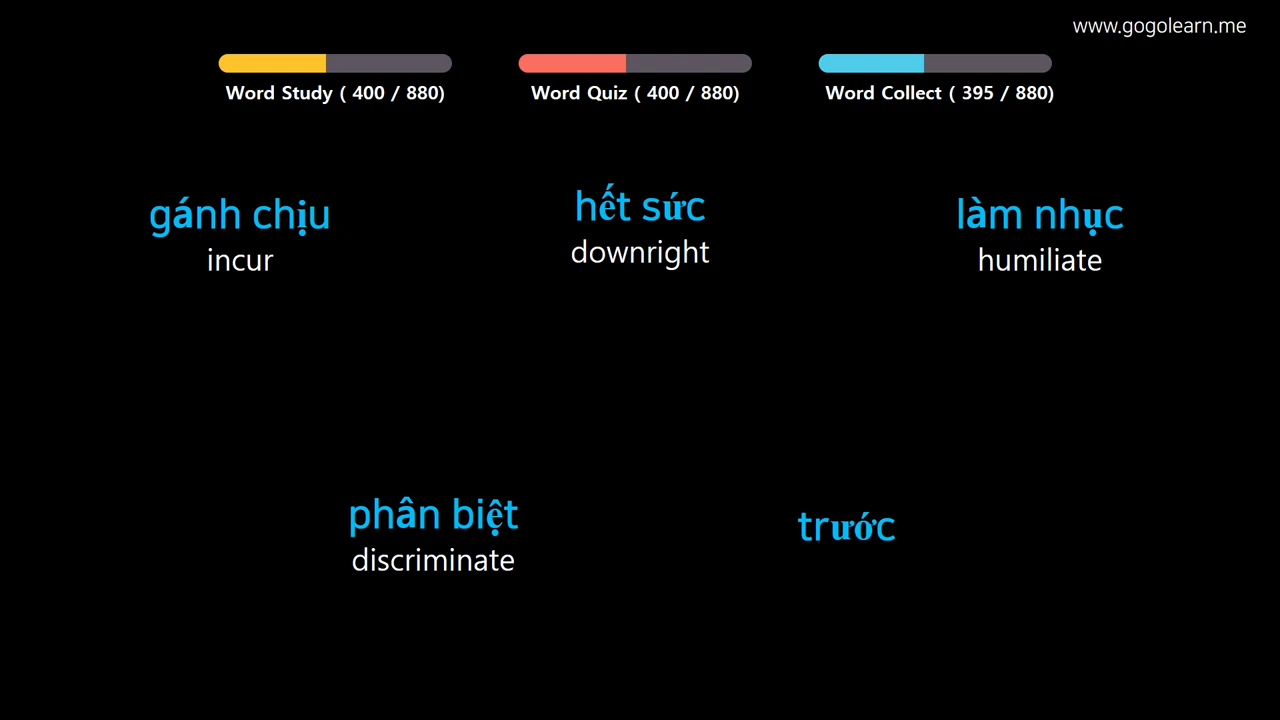 www.gogolearn.me
Word Study ( 400 / 880)
Word Quiz ( 400 / 880)
Word Collect ( 395 / 880)
gánh chịu
incur
hết sức
downright
làm nhục
humiliate
phân biệt
discriminate
trước